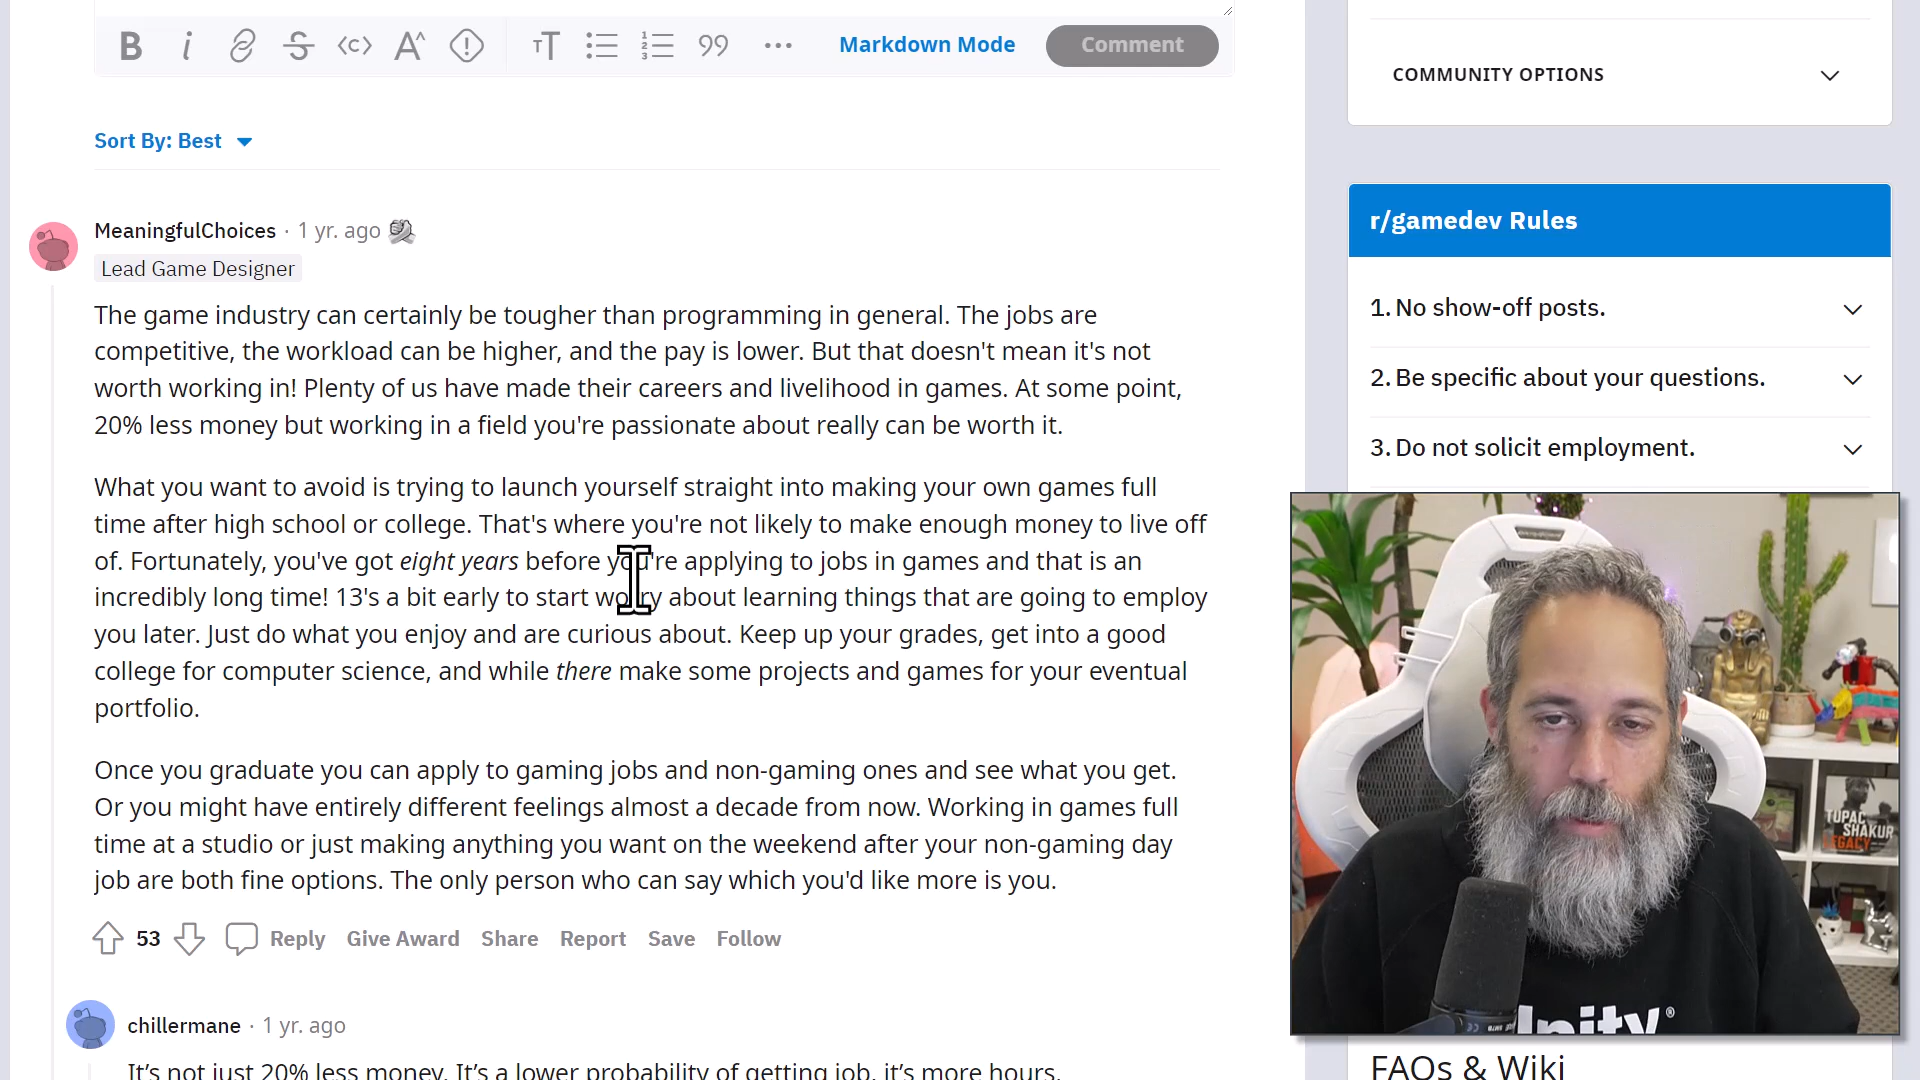 Markdown Mode
Comment
COMMUNITY OPTIONS
Sort By: Best
r/gamedev Rules
1. No show-off posts.
2. Be specific about your questions.
3. Do not solicit employment.
MeaningfulChoices · 1 yr. ago
Lead Game Designer
The game industry can certainly be tougher than programming in general. The jobs are
competitive, the workload can be higher, and the pay is lower. But that doesn't mean it's not
worth working in! Plenty of us have made their careers and livelihood in games. At some point,
20% less money but working in a field you're passionate about really can be worth it.
What you want to avoid is trying to launch yourself straight into making your own games full
time after high school or college. That's where you're not likely to make enough money to live off
of. Fortunately, you've got eight years before you're applying to jobs in games and that is an
incredibly long time! 13's a bit early to start worry about learning things that are going to employ
you later. Just do what you enjoy and are curious about. Keep up your grades, get into a good
college for computer science, and while there make some projects and games for your eventual
portfolio.
Once you graduate you can apply to gaming jobs and non-gaming ones and see what you get.
Or you might have entirely different feelings almost a decade from now. Working in games full
time at a studio or just making anything you want on the weekend after your non-gaming day
job are both fine options. The only person who can say which you'd like more is you.
53 Reply Give Award Share Report Save Follow
chillermane · 1 yr. ago
It's not just 20% less money. It's a lower probability of getting job, it's more hours.
TUPAC
SHAKUR
LEGACY
FAQs & Wiki